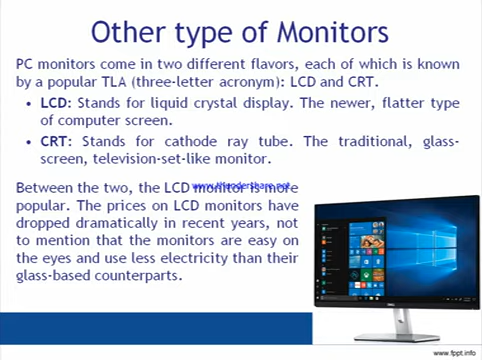 Other type of Monitors
PC monitors come in two different flavors, each of which is known
by a popular TLA (three-letter acronym): LCD and CRT.
• LCD: Stands for liquid crystal display. The newer, flatter type
of computer screen.
• CRT: Stands for cathode ray tube. The traditional, glass-
screen, television-set-like monitor.
Between the two, the LCD monitor is more
popular. The prices on LCD monitors have
dropped dramatically in recent years, not
to mention that the monitors are easy on
the eyes and use less electricity than their
glass-based counterparts.
www.fppt.info